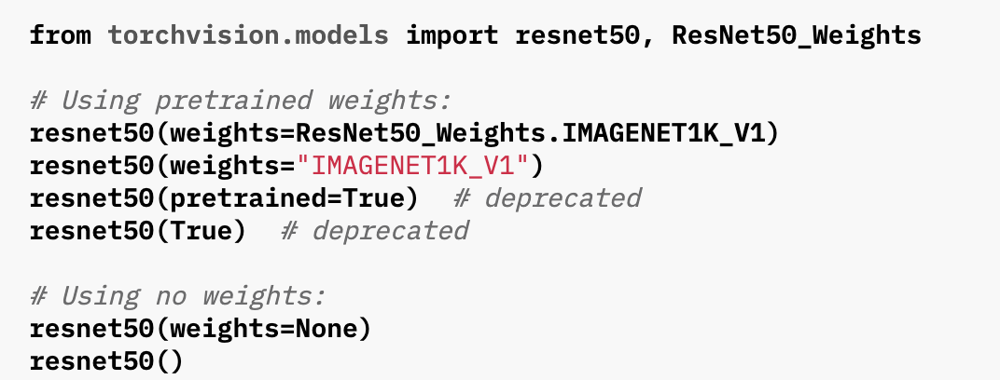 from torchvision.models import resnet50, ResNet50_Weights
# Using pretrained weights:
resnet50(weights=ResNet50_Weights.IMAGENET1K_V1)
resnet50(weights="IMAGENET1K_V1")
resnet50(pretrained=True)  # deprecated
resnet50(True)  # deprecated
# Using no weights:
resnet50(weights=None)
resnet50()